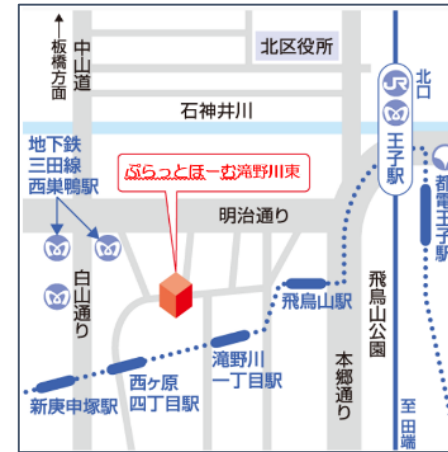 ←板橋方面
中山道
北区役所
JR
北口
王子駅
石神井川
地下鉄
三田線
西巣鴨駅
ぷらっとほーむ滝野川東
都電王子駅
明治通り
白山通り
飛鳥山駅
飛鳥山公園
滝野川
一丁目駅
本郷通り
西ヶ原
四丁目駅
新庚申塚駅
至 田端